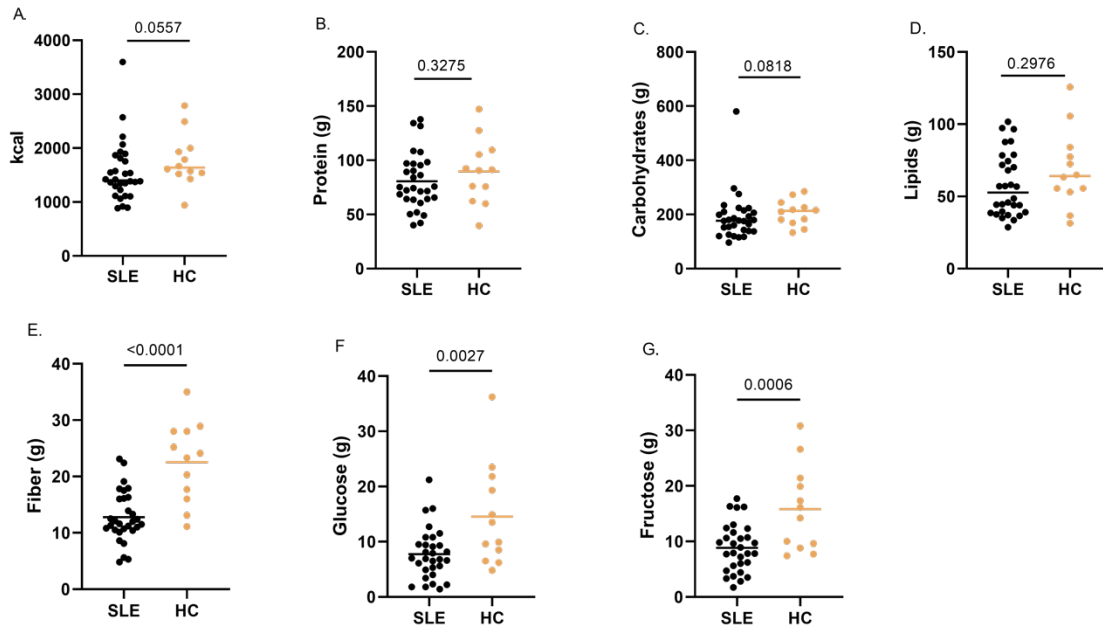 A.
0.0557
kcal
4000
3000
2000
1000
0
SLE HC
B.
0.3275
Protein (g)
200
150
100
50
0
SLE HC
C.
0.0818
Carbohydrates (g)
800
600
400
200
0
SLE HC
D.
0.2976
Lipids (g)
150
100
50
0
SLE HC
E.
<0.0001
Fiber (g)
40
30
20
10
0
SLE HC
F
0.0027
Glucose (g)
40
30
20
10
0
SLE HC
G.
0.0006
Fructose (g)
40
30
20
10
0
SLE HC